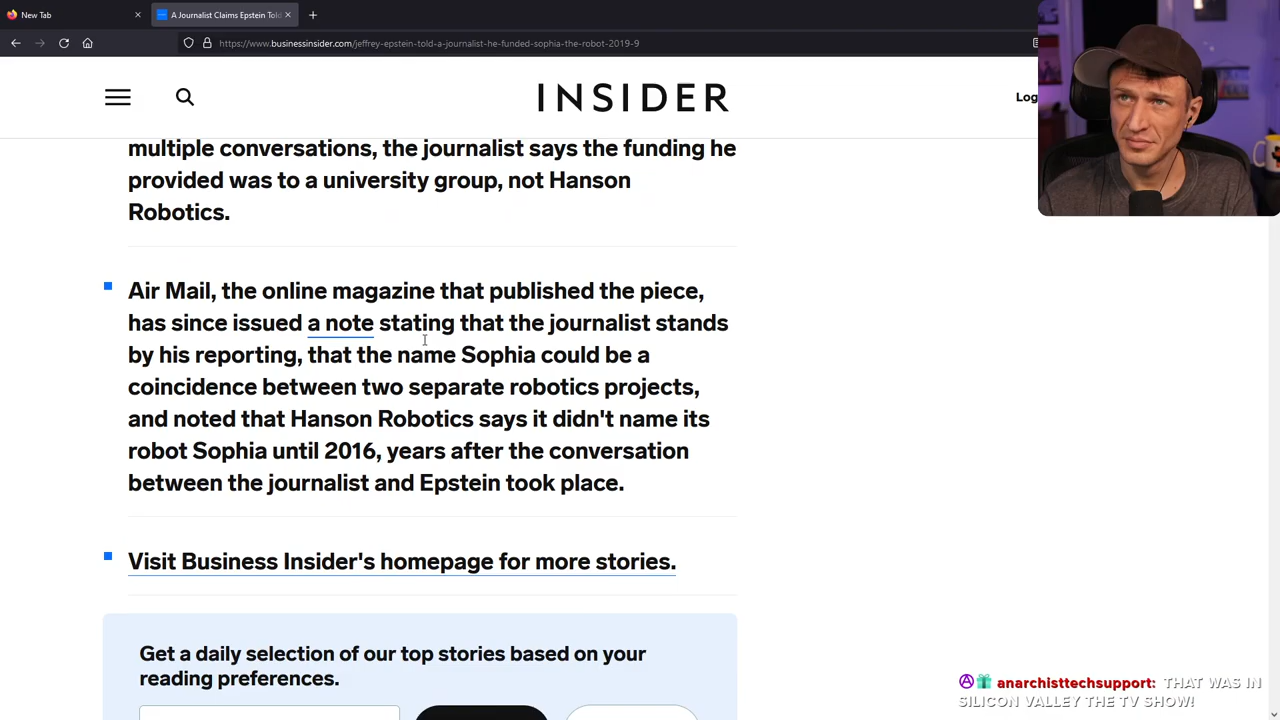 New Tab
A Journalist Claims Epstein Tol
https://www.businessinsider.com/jeffrey-epstein-told-a-journalist-he-funded-sophia-the-robot-2019-9
INSIDER
Log
multiple conversations, the journalist says the funding he
provided was to a university group, not Hanson
Robotics.
Air Mail, the online magazine that published the piece,
has since issued a note stating that the journalist stands
by his reporting, that the name Sophia could be a
coincidence between two separate robotics projects,
and noted that Hanson Robotics says it didn't name its
robot Sophia until 2016, years after the conversation
between the journalist and Epstein took place.
Visit Business Insider's homepage for more stories.
Get a daily selection of our top stories based on your
reading preferences.
anarchisttechsupport: THAT WAS IN
SILICON VALLEY THE TV SHOW!